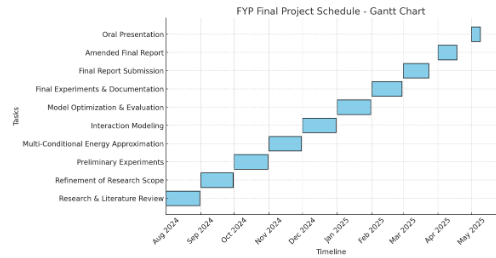 FYP Final Project Schedule - Gantt Chart
Oral Presentation
Amended Final Report
Final Report Submission
Final Experiments & Documentation
Model Optimization & Evaluation
Interaction Modeling
Multi-Conditional Energy Approximation
Preliminary Experiments
Refinement of Research Scope
Research & Literature Review
Tasks
Aug 2024
Sep 2024
Oct 2024
Nov 2024
Dec 2024
Jan 2025
Feb 2025
Mar 2025
Apr 2025
May 2025
Timeline